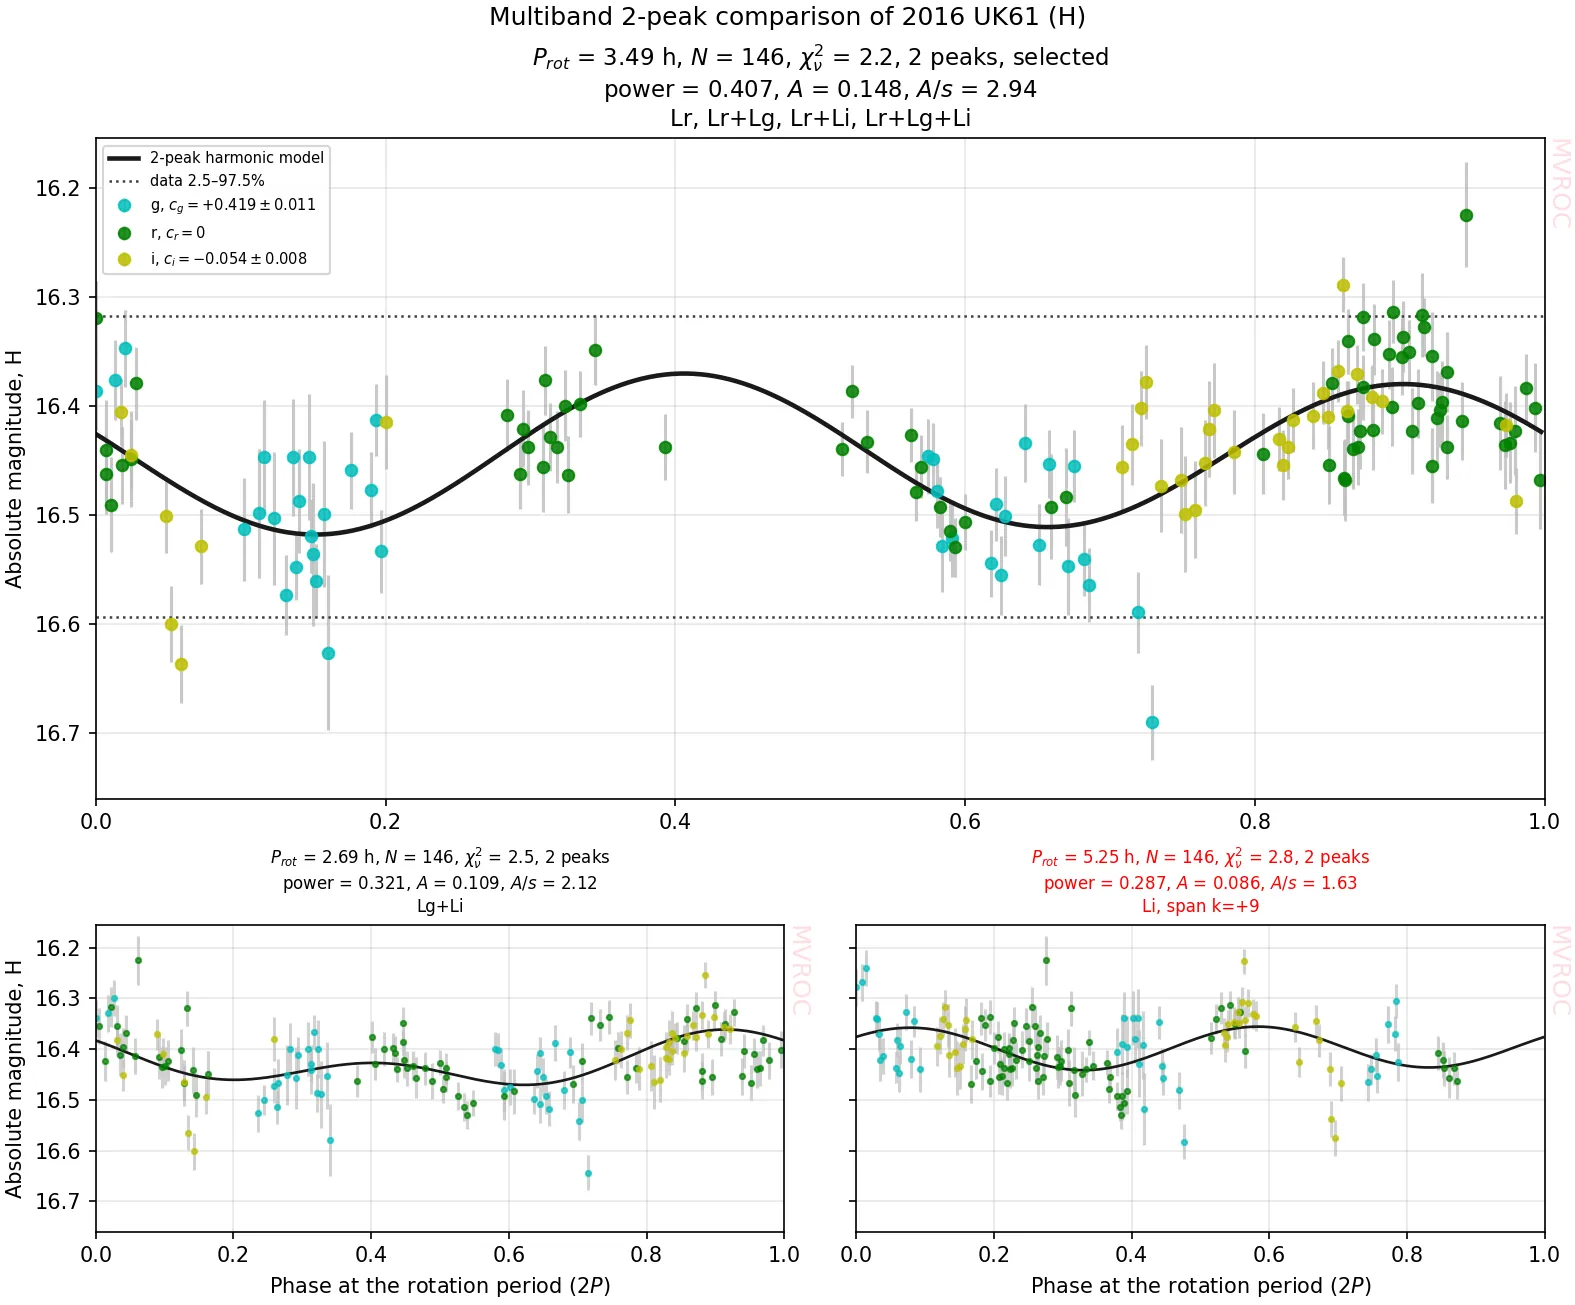 Multiband 2-peak comparison of 2016 UK61 (H)
P_rot = 3.49 h, N = 146, χ²_ν = 2.2, 2 peaks, selected
power = 0.407, A = 0.148, A/s = 2.94
Lr, Lr+Lg, Lr+Li, Lr+Lg+Li
2-peak harmonic model
data 2.5–97.5%
g, c_g = +0.419 ± 0.011
r, c_r = 0
i, c_i = −0.054 ± 0.008
MVROC
Absolute magnitude, H
16.2
16.3
16.4
16.5
16.6
16.7
0.0 0.2 0.4 0.6 0.8 1.0
P_rot = 2.69 h, N = 146, χ²_ν = 2.5, 2 peaks
power = 0.321, A = 0.109, A/s = 2.12
Lg+Li
MVROC
Absolute magnitude, H
16.2
16.3
16.4
16.5
16.6
16.7
0.0 0.2 0.4 0.6 0.8 1.0
Phase at the rotation period (2P)
P_rot = 5.25 h, N = 146, χ²_ν = 2.8, 2 peaks
power = 0.287, A = 0.086, A/s = 1.63
Li, span k=+9
MVROC
0.0 0.2 0.4 0.6 0.8 1.0
Phase at the rotation period (2P)